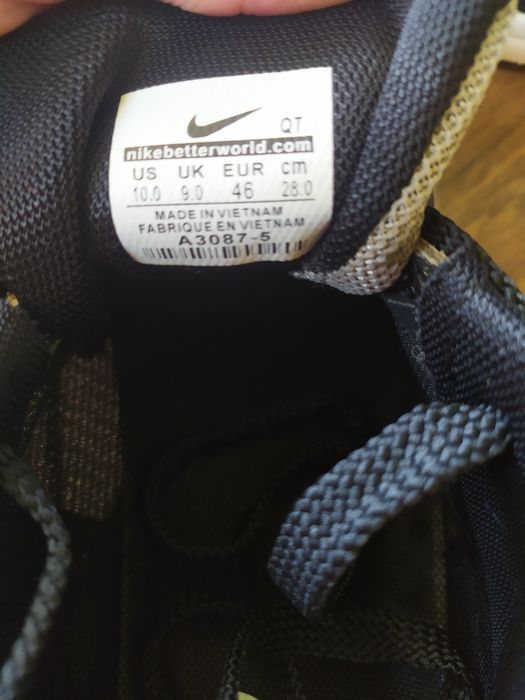 QT
nikebetterworld.com
US UK EUR cm
10.0 9.0 46 28.0
MADE IN VIETNAM
FABRIQUE EN VIETNAM
A3087-5